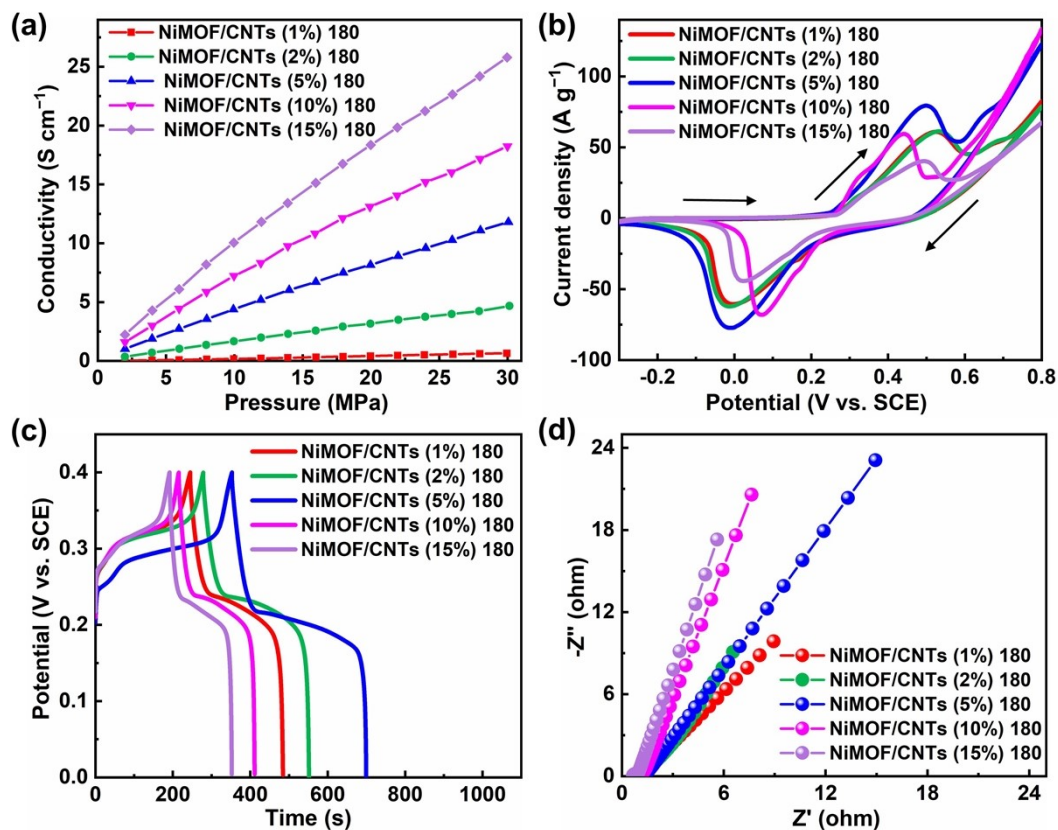 (a)
NiMOF/CNTs (1%) 180
NiMOF/CNTs (2%) 180
NiMOF/CNTs (5%) 180
NiMOF/CNTs (10%) 180
NiMOF/CNTs (15%) 180
Conductivity (S cm⁻¹)
25
20
15
10
5
0
0 5 10 15 20 25 30
Pressure (MPa)
(b)
NiMOF/CNTs (1%) 180
NiMOF/CNTs (2%) 180
NiMOF/CNTs (5%) 180
NiMOF/CNTs (10%) 180
NiMOF/CNTs (15%) 180
Current density (A g⁻¹)
100
50
0
-50
-100
-0.2 0.0 0.2 0.4 0.6 0.8
Potential (V vs. SCE)
(c)
NiMOF/CNTs (1%) 180
NiMOF/CNTs (2%) 180
NiMOF/CNTs (5%) 180
NiMOF/CNTs (10%) 180
NiMOF/CNTs (15%) 180
Potential (V vs. SCE)
0.4
0.3
0.2
0.1
0.0
0 200 400 600 800 1000
Time (s)
(d)
NiMOF/CNTs (1%) 180
NiMOF/CNTs (2%) 180
NiMOF/CNTs (5%) 180
NiMOF/CNTs (10%) 180
NiMOF/CNTs (15%) 180
-Z'' (ohm)
24
18
12
6
0
0 6 12 18 24
Z' (ohm)